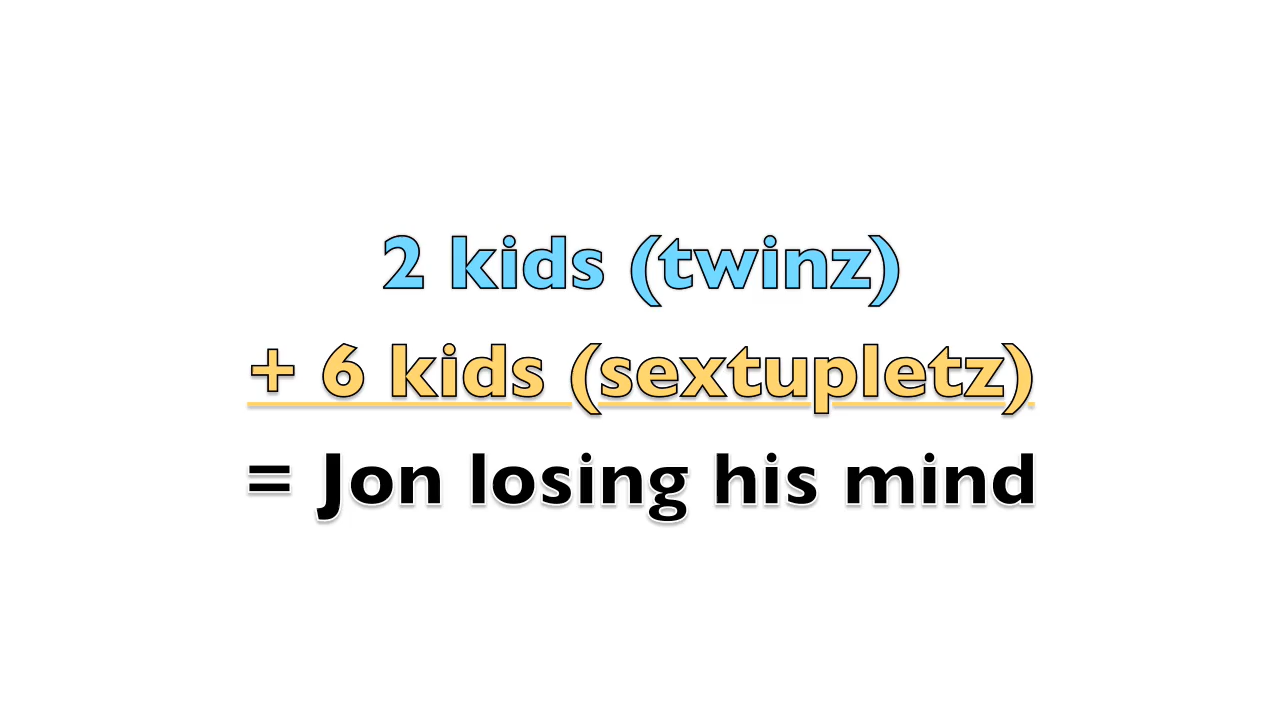 2 kids (twinz)
+ 6 kids (sextupletz)
= Jon losing his mind